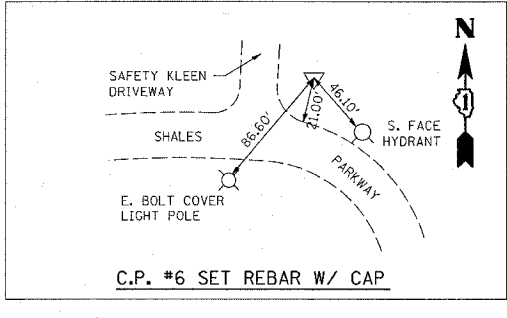 N
SAFETY KLEEN
DRIVEWAY
46.10'
21.00'
86.60'
SHALES
S. FACE
HYDRANT
PARKWAY
E. BOLT COVER
LIGHT POLE
C.P. #6 SET REBAR W/ CAP